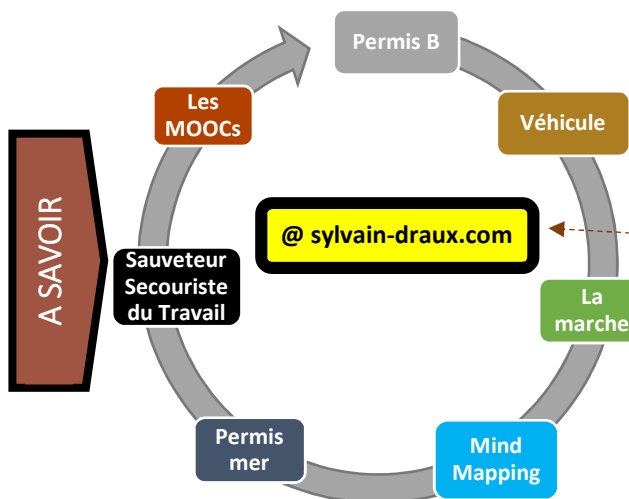 Permis B
Les
MOOCs
Véhicule
A SAVOIR
@ sylvain-draux.com
Sauveteur
Secouriste
du Travail
La
marche
Permis
mer
Mind
Mapping